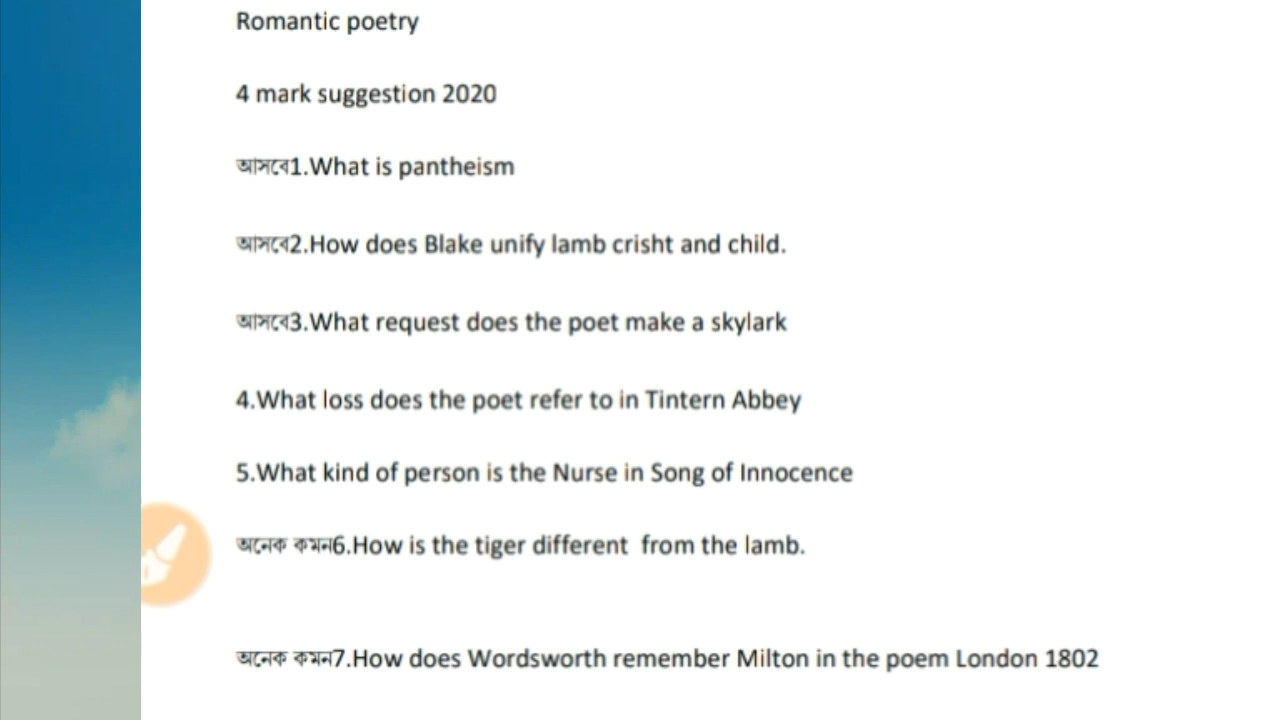 Romantic poetry
4 mark suggestion 2020
আসবে1.What is pantheism
আসবে2.How does Blake unify lamb crisht and child.
আসবে3.What request does the poet make a skylark
4.What loss does the poet refer to in Tintern Abbey
5.What kind of person is the Nurse in Song of Innocence
অনেক কমন6.How is the tiger different  from the lamb.
অনেক কমন7.How does Wordsworth remember Milton in the poem London 1802